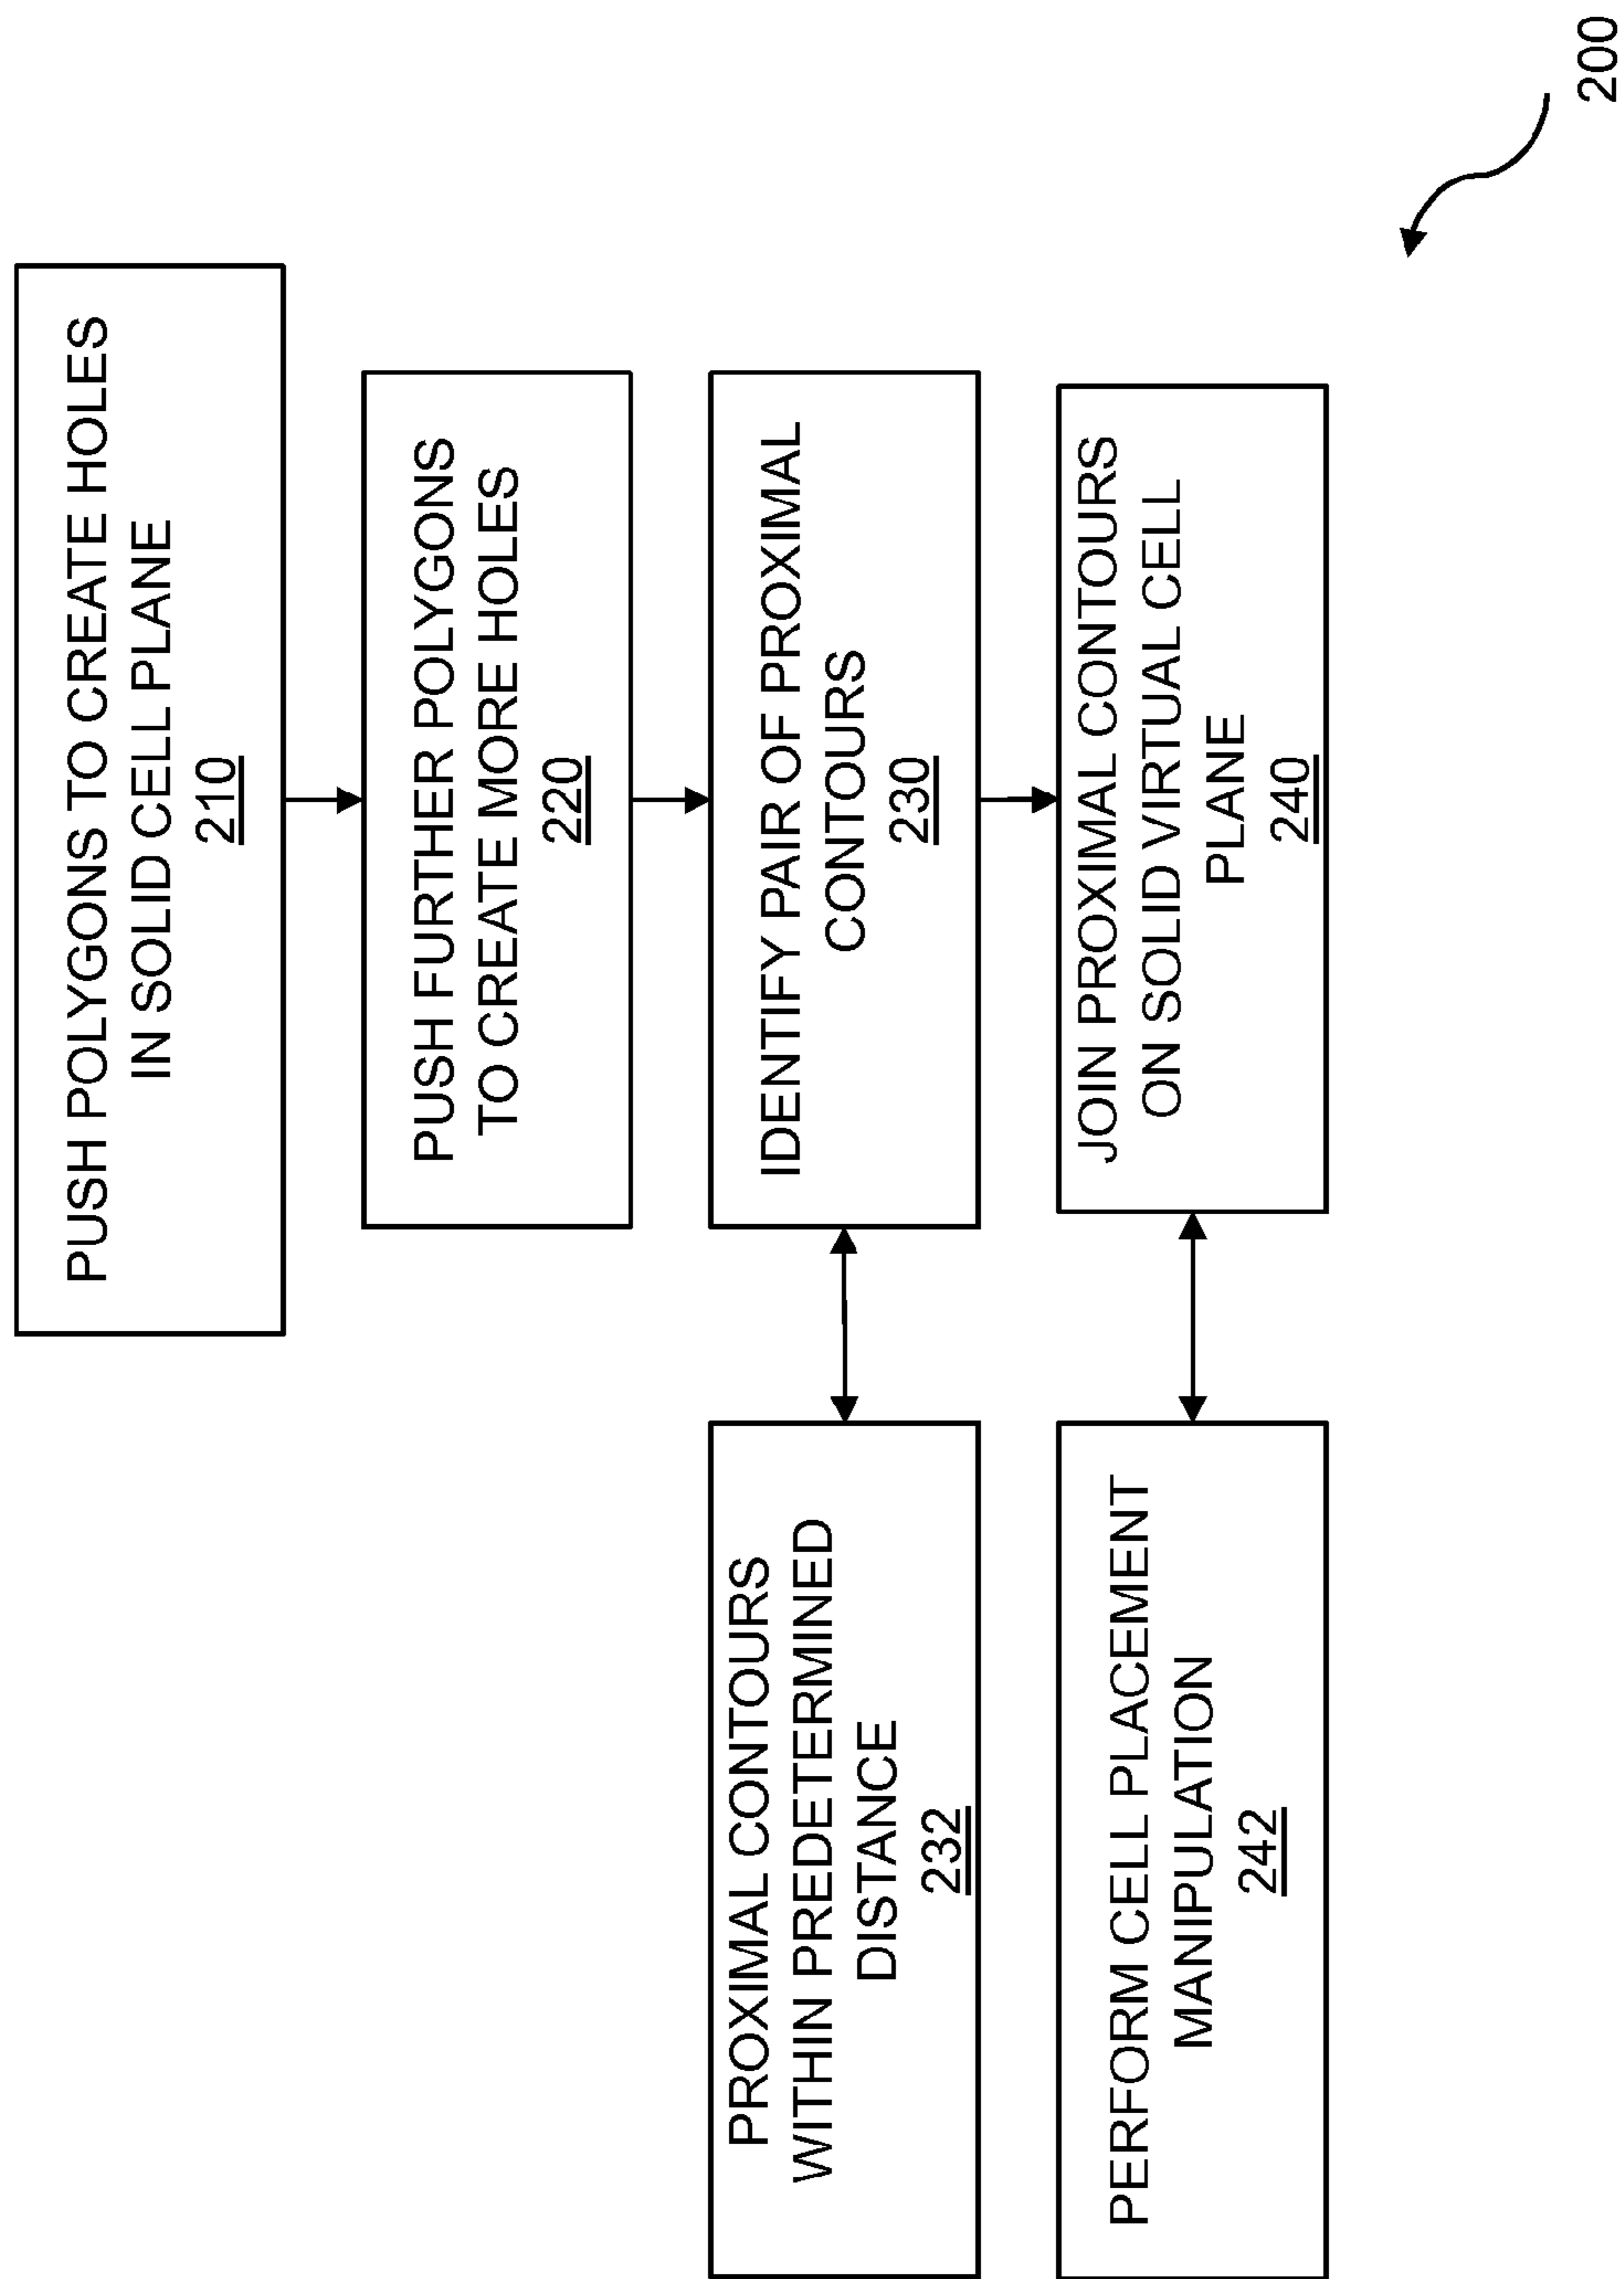 PUSH POLYGONS TO CREATE HOLES
IN SOLID CELL PLANE
210
PUSH FURTHER POLYGONS
TO CREATE MORE HOLES
220
PROXIMAL CONTOURS
WITHIN PREDETERMINED
DISTANCE
232
IDENTIFY PAIR OF PROXIMAL
CONTOURS
230
PERFORM CELL PLACEMENT
MANIPULATION
242
JOIN PROXIMAL CONTOURS
ON SOLID VIRTUAL CELL
PLANE
240
200